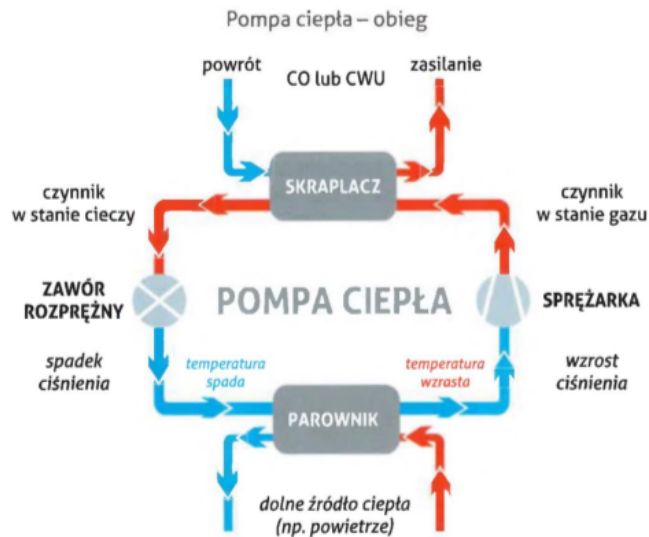 Pompa ciepła – obieg
powrót
CO lub CWU
zasilanie
SKRAPLACZ
czynnik
w stanie cieczy
czynnik
w stanie gazu
ZAWÓR
ROZPRĘŻNY
POMPA CIEPŁA
SPRĘŻARKA
spadek
ciśnienia
temperatura
spada
temperatura
wzrasta
wzrost
ciśnienia
PAROWNIK
dolne źródło ciepła
(np. powietrze)